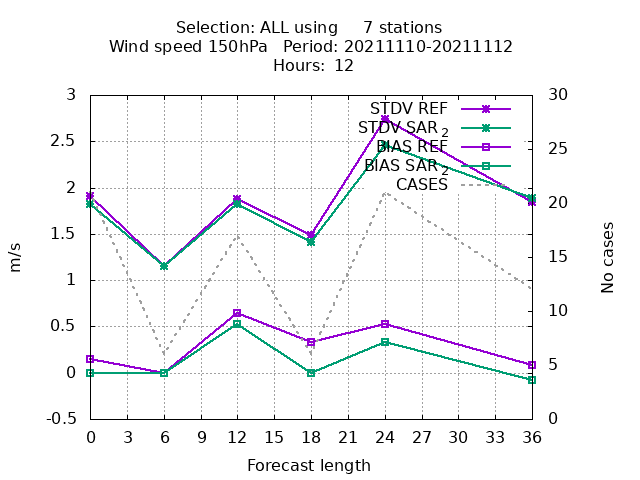 Selection: ALL using     7 stations
Wind speed 150hPa   Period: 20211110-20211112
Hours: 12
3
2.5
2
1.5
1
0.5
0
-0.5
m/s
STDV REF
STDV SAR 2
BIAS REF
BIAS SAR 2
CASES
30
25
20
15
10
5
0
No cases
0 3 6 9 12 15 18 21 24 27 30 33 36
Forecast length